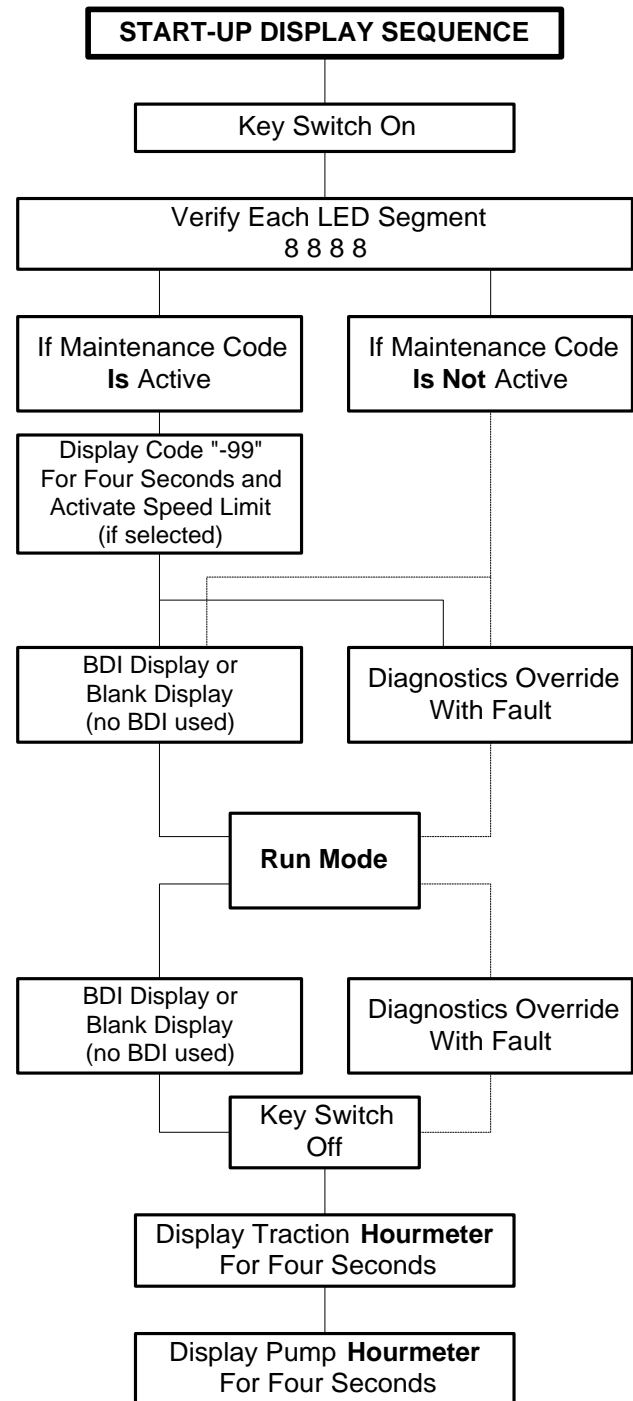 START-UP DISPLAY SEQUENCE
Key Switch On
Verify Each LED Segment
8 8 8 8
If Maintenance Code
Is Active
If Maintenance Code
Is Not Active
Display Code "-99"
For Four Seconds and
Activate Speed Limit
(if selected)
BDI Display or
Blank Display
(no BDI used)
Diagnostics Override
With Fault
Run Mode
BDI Display or
Blank Display
(no BDI used)
Diagnostics Override
With Fault
Key Switch
Off
Display Traction Hourmeter
For Four Seconds
Display Pump Hourmeter
For Four Seconds